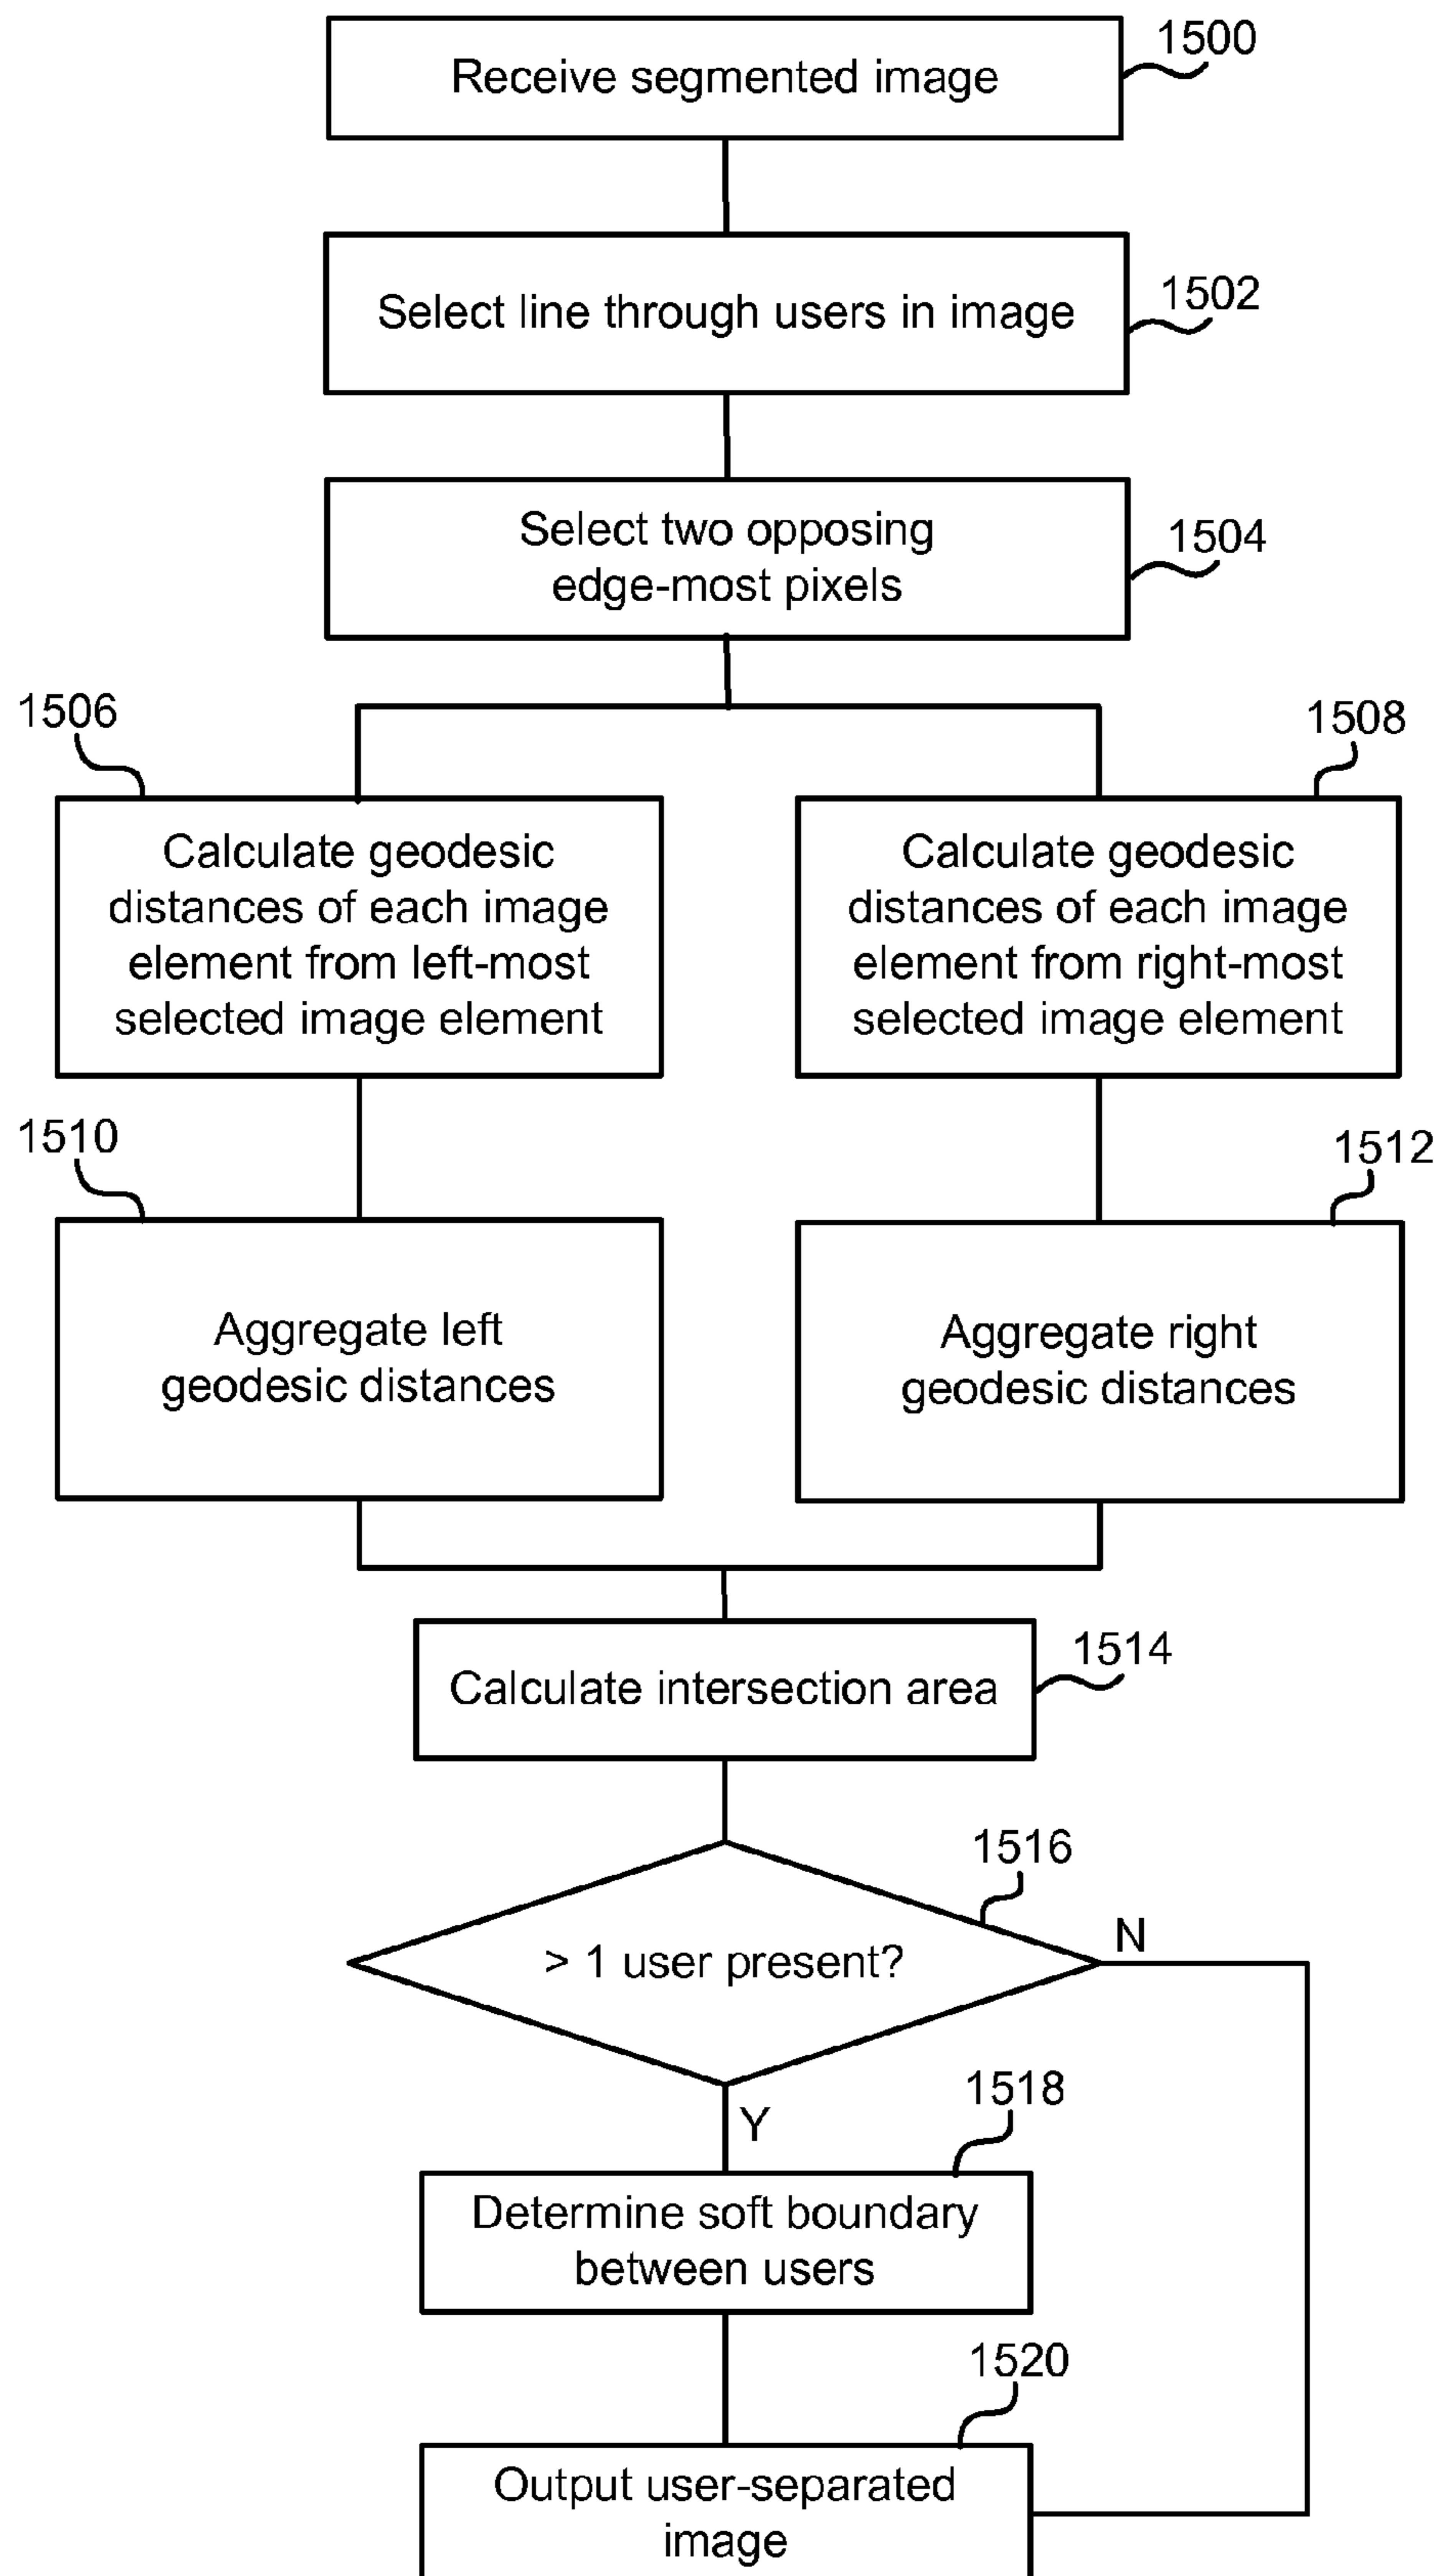 1500
Receive segmented image
1502
Select line through users in image
1504
Select two opposing
edge-most pixels
1506
1508
Calculate geodesic
distances of each image
element from left-most
selected image element
Calculate geodesic
distances of each image
element from right-most
selected image element
1510
1512
Aggregate left
geodesic distances
Aggregate right
geodesic distances
1514
Calculate intersection area
1516
> 1 user present?
N
Y
1518
Determine soft boundary
between users
1520
Output user-separated
image